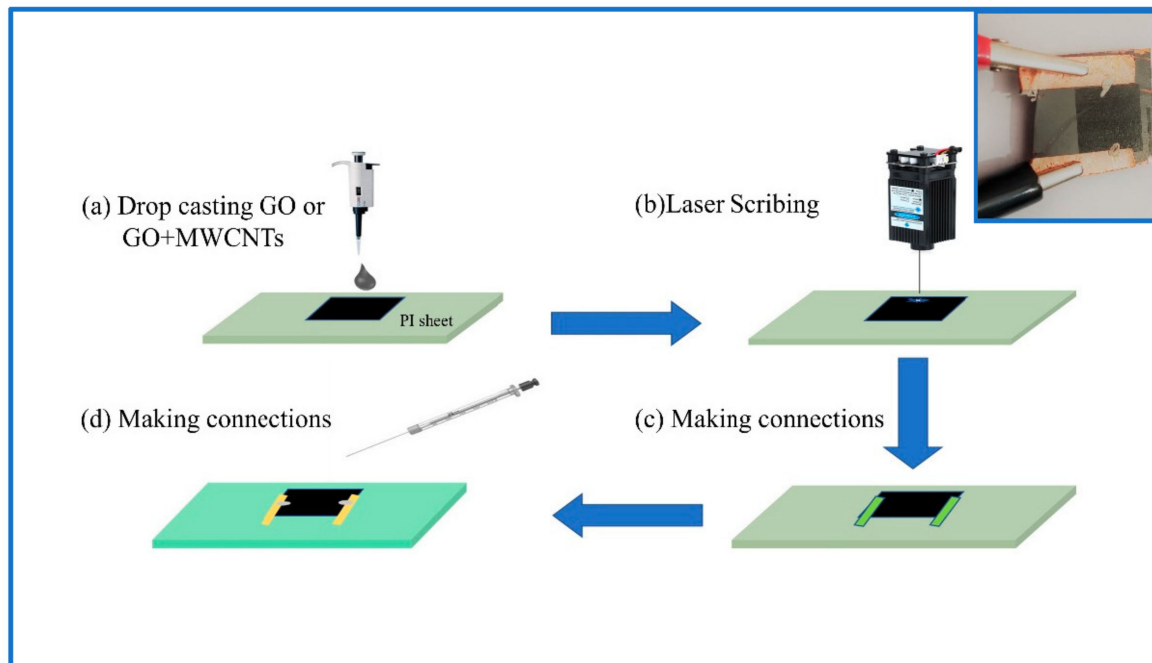 (a) Drop casting GO or
GO+MWCNTs
PI sheet
(b)Laser Scribing
(c) Making connections
(d) Making connections